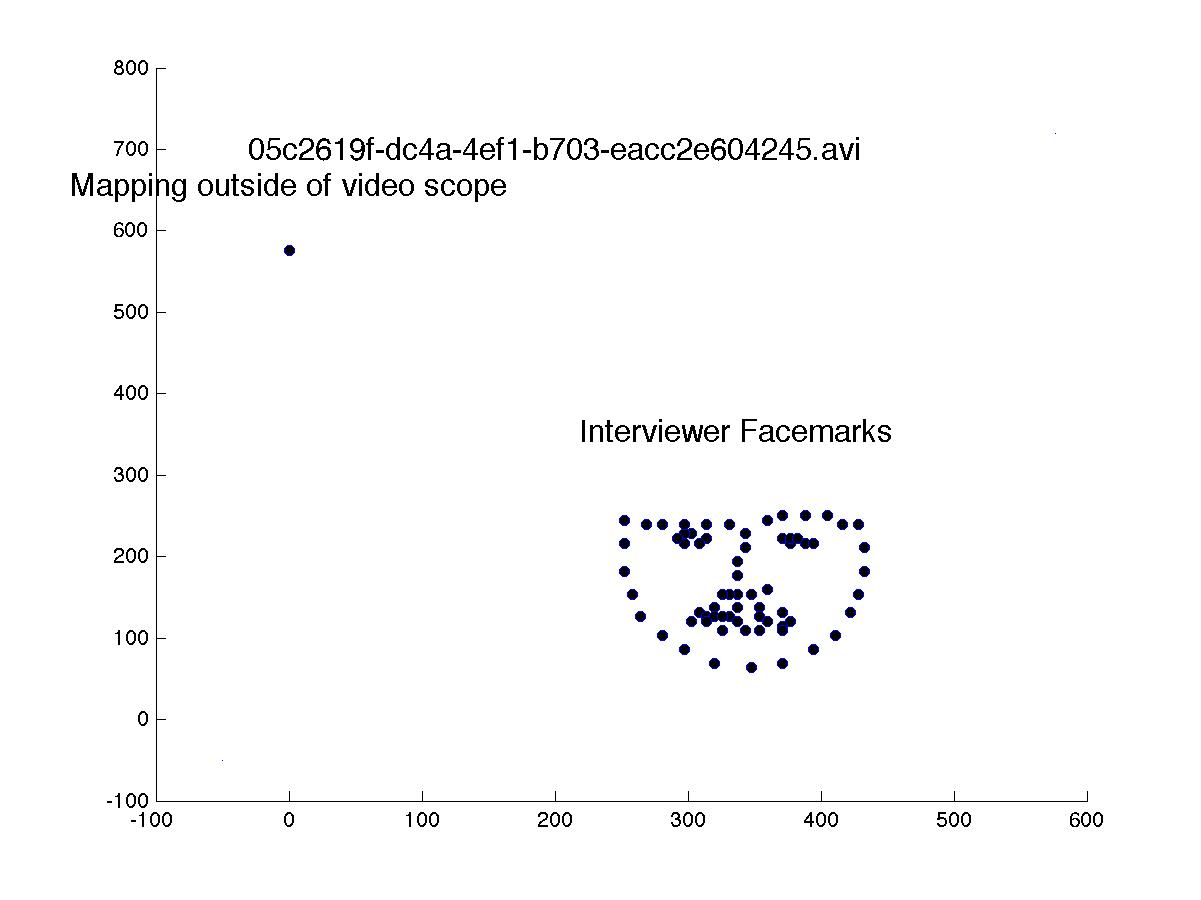 800
700
05c2619f-dc4a-4ef1-b703-eacc2e604245.avi
Mapping outside of video scope
600
500
400
Interviewer Facemarks
300
200
100
0
-100
-100 0 100 200 300 400 500 600